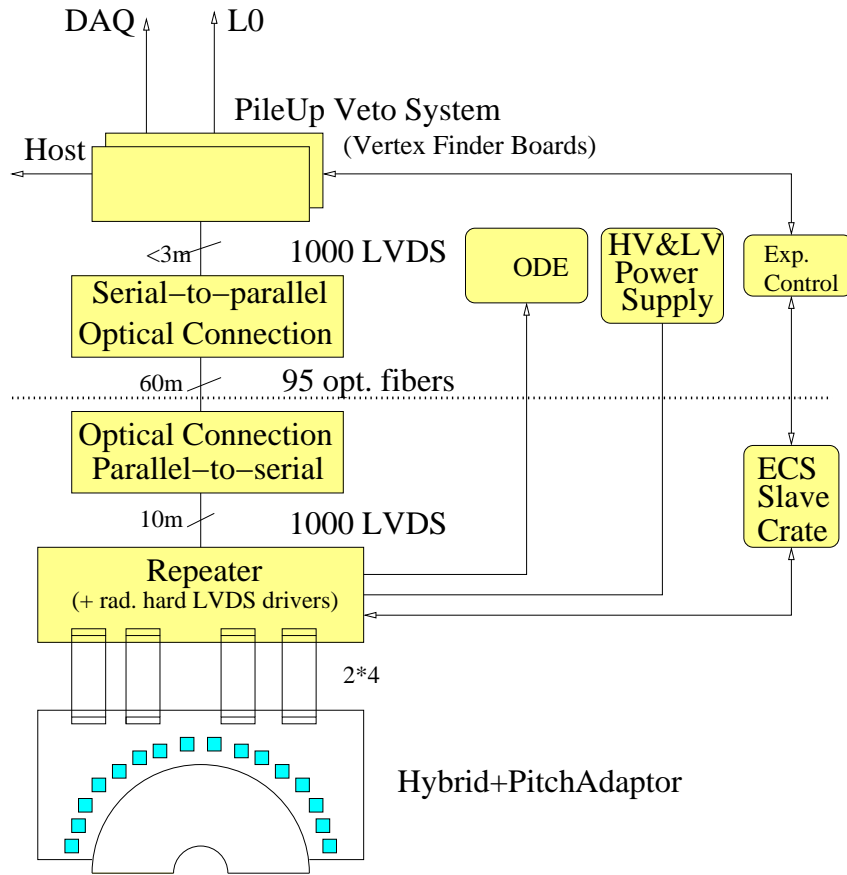 DAQ
L0
PileUp Veto System
(Vertex Finder Boards)
Host
<3m
1000 LVDS
ODE
HV&LV
Power
Supply
Exp.
Control
Serial−to−parallel
Optical Connection
60m
95 opt. fibers
Optical Connection
Parallel−to−serial
10m
1000 LVDS
ECS
Slave
Crate
Repeater
(+ rad. hard LVDS drivers)
2*4
Hybrid+PitchAdaptor